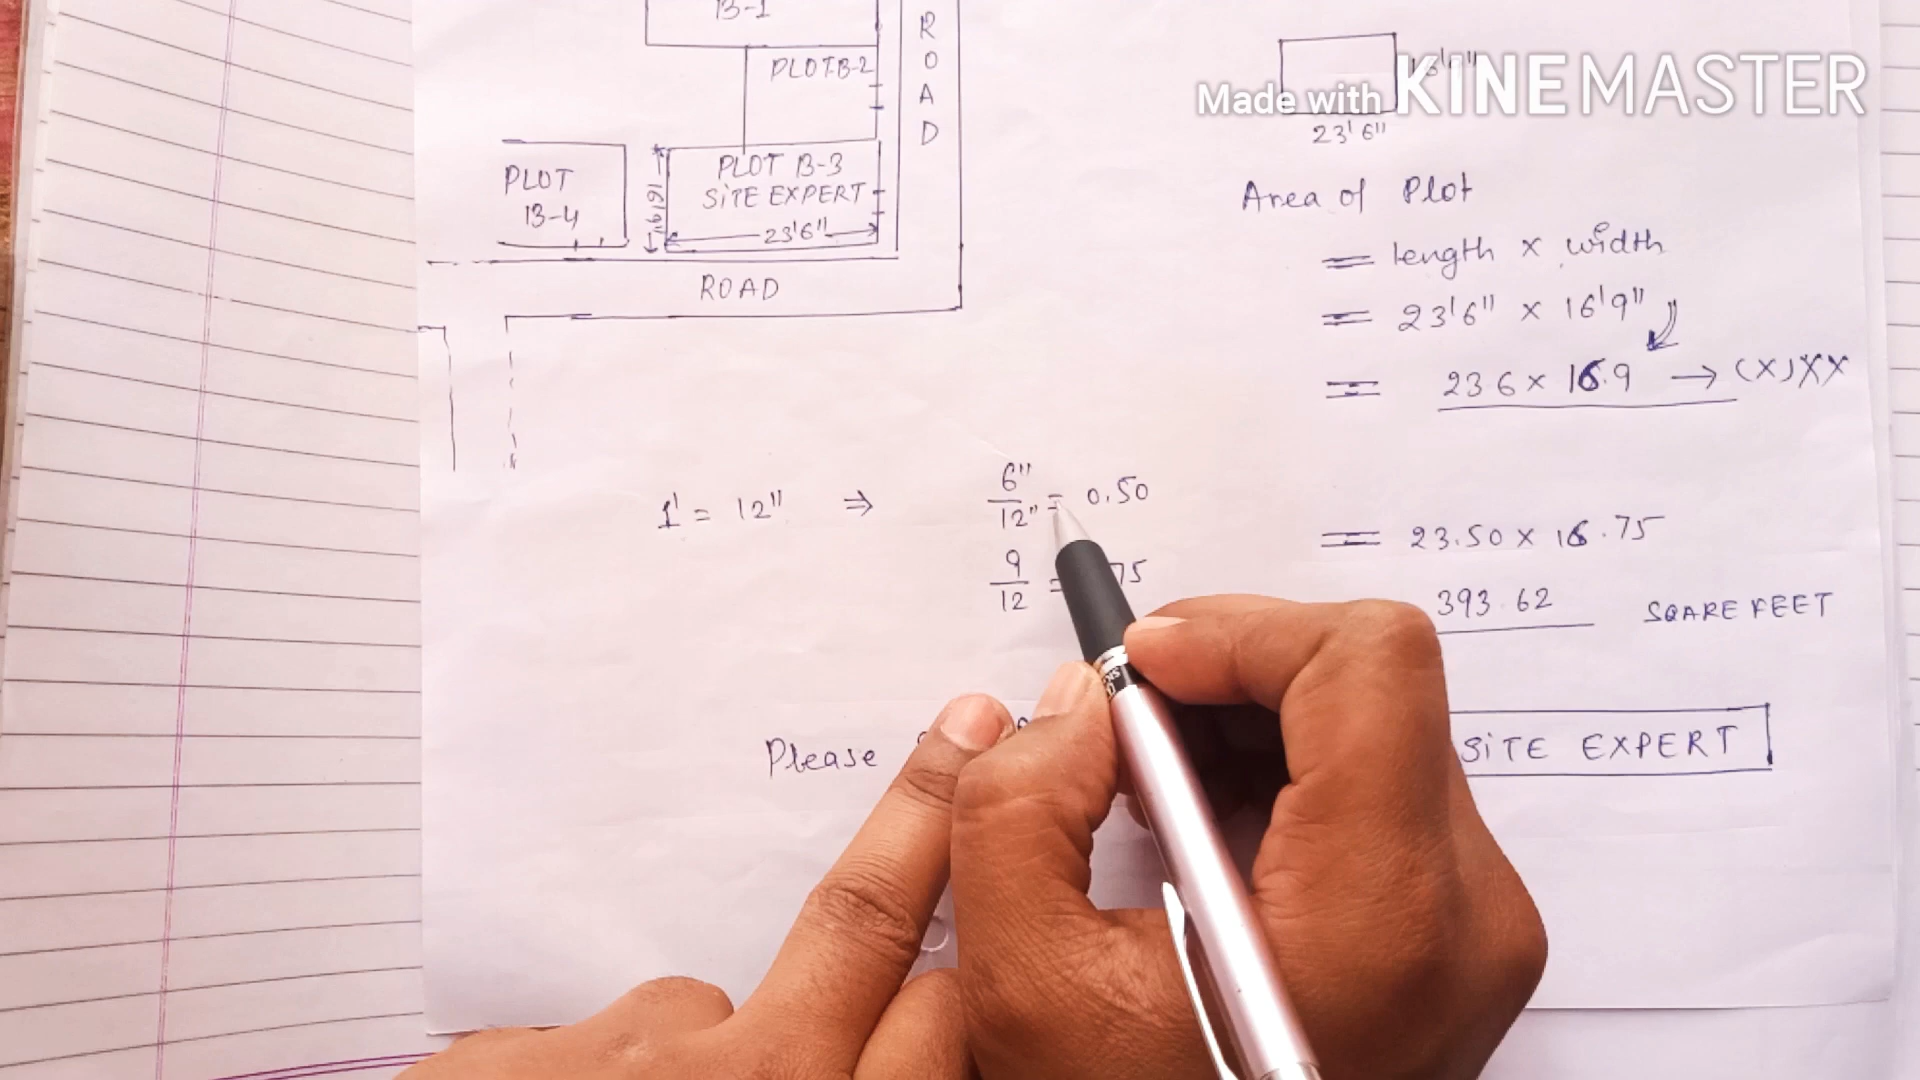 B-1
ROAD
PLOT.B-2
PLOT
B-4
PLOT B-3
SiTE EXPERT
16'9"
23'6"
ROAD
Made with KINEMASTER
23'6"
Area of Plot
= length x width
= 23'6" x 16'9"
= 23.6 x 16.9 → (X)XX
1' = 12" ⇒
6"
12" = 0.50
9
12 = 75
= 23.50 x 16.75
393.62 SQARE FEET
Please
SiTE EXPERT